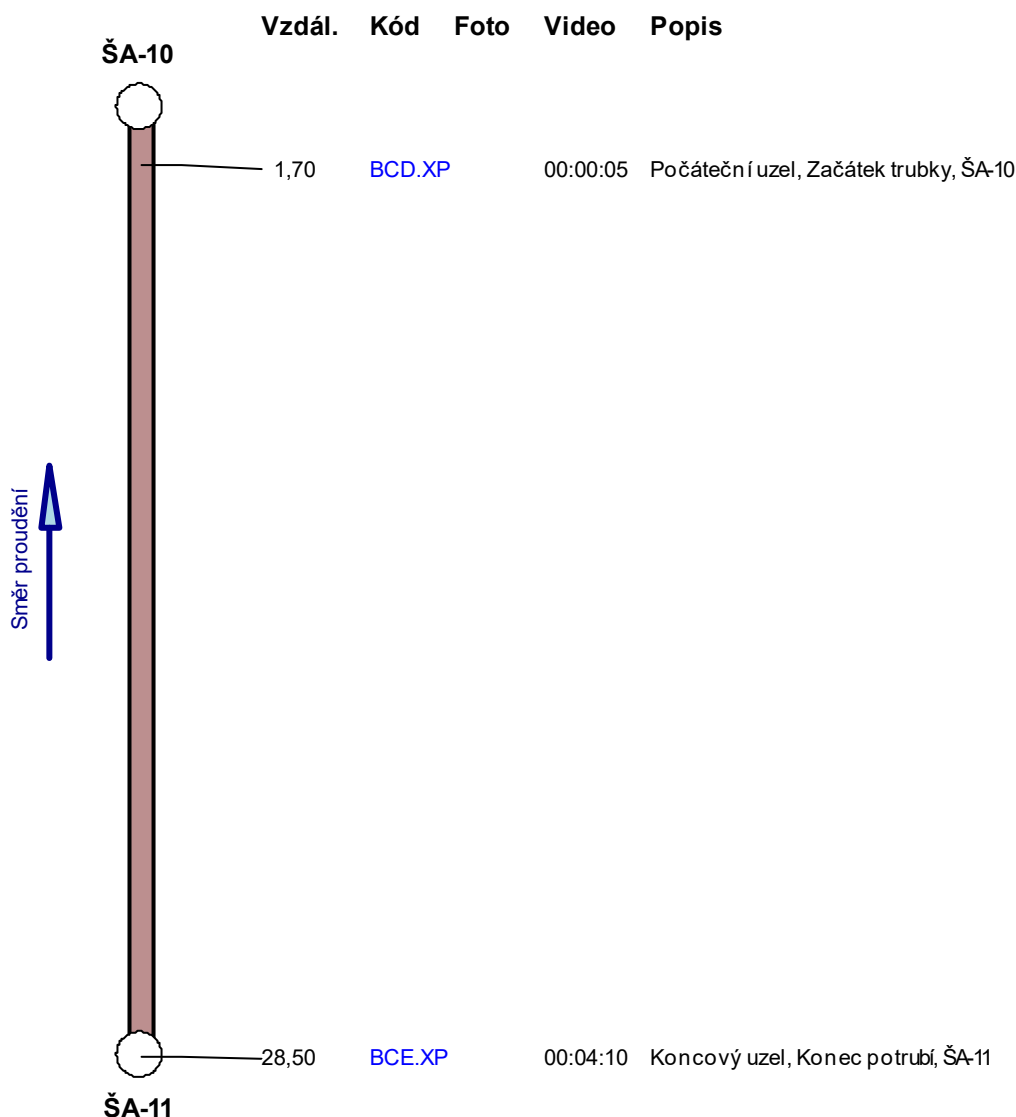 Vzdál. Kód Foto Video Popis
ŠA-10
1,70 BCD.XP 00:00:05 Počáteční uzel, Začátek trubky, ŠA-10
Směr proudění
28,50 BCE.XP 00:04:10 Koncový uzel, Konec potrubí, ŠA-11
ŠA-11